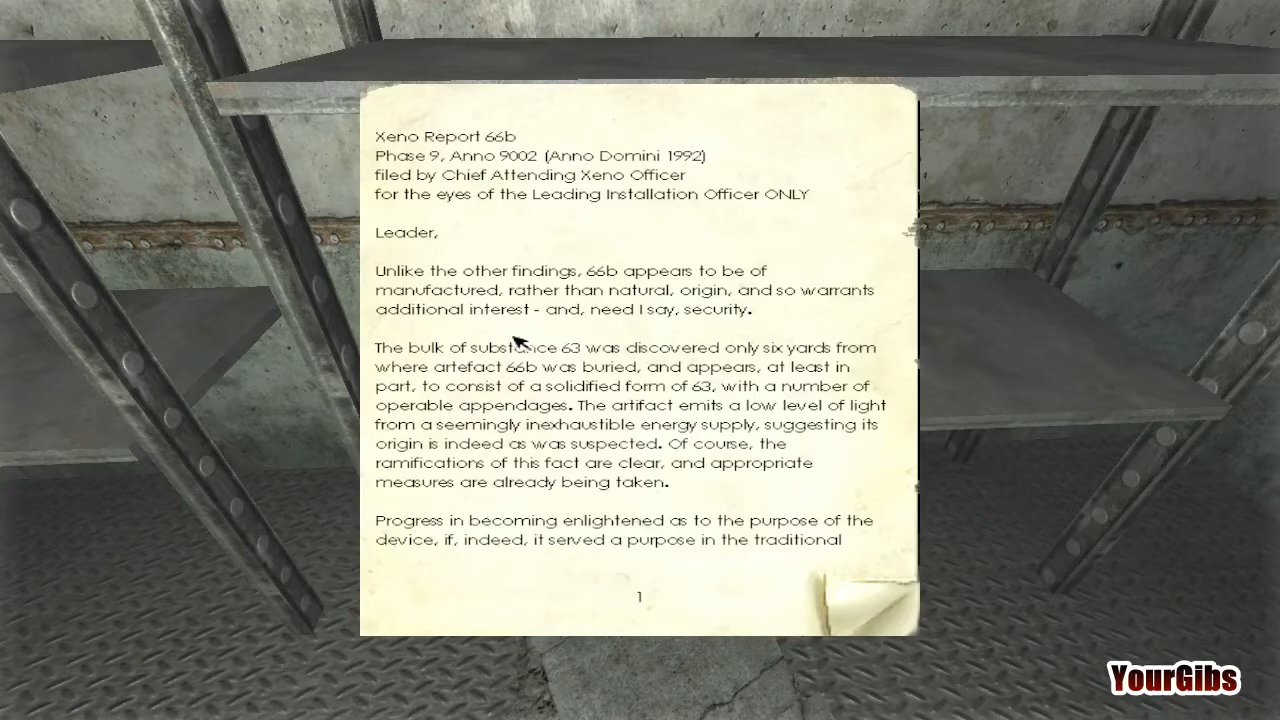 Xeno Report 66b
Phase 9, Anno 9002 (Anno Domini 1992)
filed by Chief Attending Xeno Officer
for the eyes of the Leading Installation Officer ONLY
Leader,
Unlike the other findings, 66b appears to be of
manufactured, rather than natural, origin, and so warrants
additional interest - and, need I say, security.
The bulk of substance 63 was discovered only six yards from
where artefact 66b was buried, and appears, at least in
part, to consist of a solidified form of 63, with a number of
operable appendages. The artifact emits a low level of light
from a seemingly inexhaustible energy supply, suggesting its
origin is indeed as was suspected. Of course, the
ramifications of this fact are clear, and appropriate
measures are already being taken.
Progress in becoming enlightened as to the purpose of the
device, if, indeed, it served a purpose in the traditional
1
YourGibs